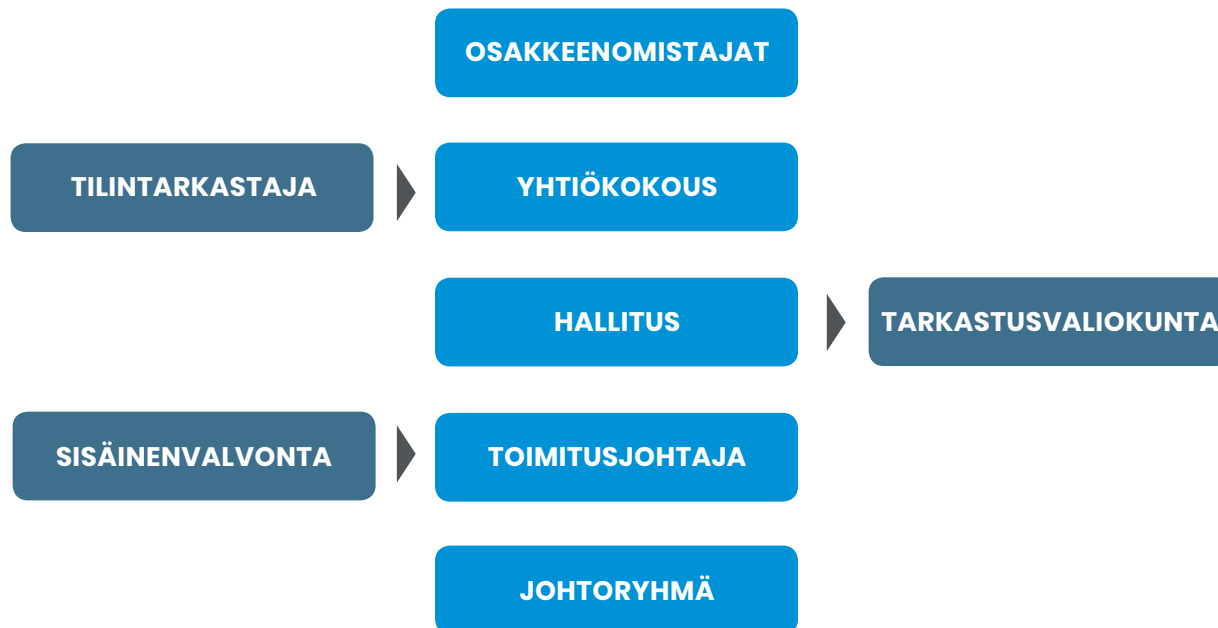 OSAKKEENOMISTAJAT
TILINTARKASTAJA
YHTIÖKOKOUS
HALLITUS
TARKASTUSVALIOKUNTA
SISÄINENVALVONTA
TOIMITUSJOHTAJA
JOHTORYHMÄ